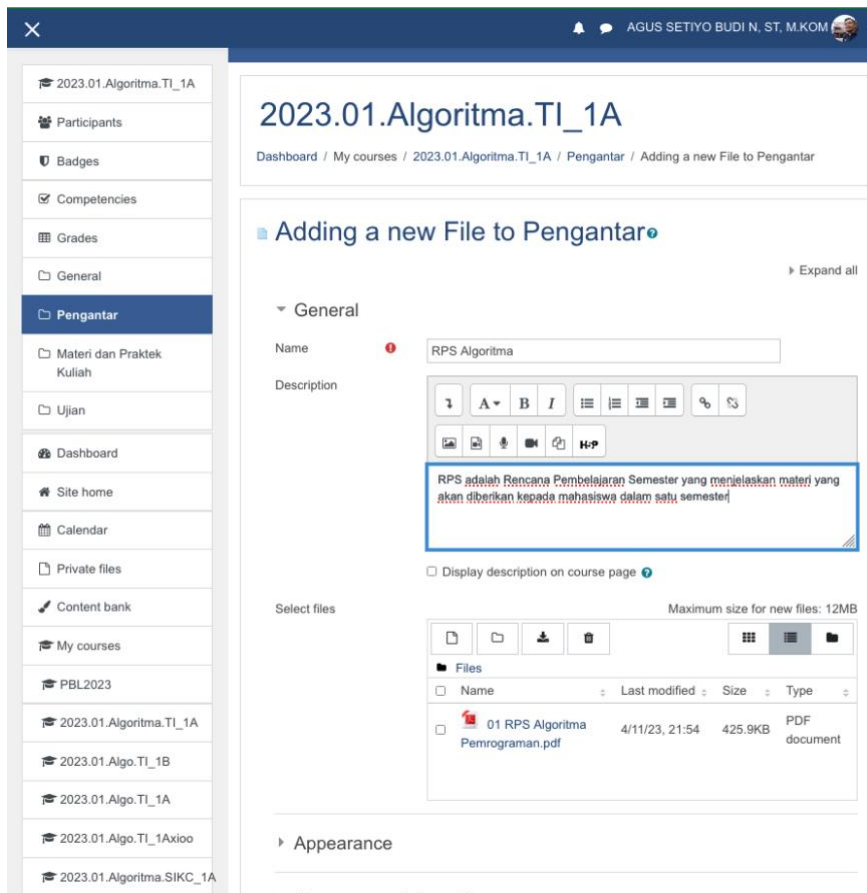 AGUS SETIYO BUDI N, ST, M.KOM
2023.01.Algoritma.TI_1A
Participants
Badges
Competencies
Grades
General
Pengantar
Materi dan Praktek
Kuliah
Ujian
Dashboard
Site home
Calendar
Private files
Content bank
My courses
PBL2023
2023.01.Algoritma.TI_1A
2023.01.Algo.TI_1B
2023.01.Algo.TI_1A
2023.01.Algo.TI_1Axioo
2023.01.Algoritma.SIKC_1A
2023.01.Algoritma.TI_1A
Dashboard / My courses / 2023.01.Algoritma.TI_1A / Pengantar / Adding a new File to Pengantar
Adding a new File to Pengantar
Expand all
General
Name
RPS Algoritma
Description
A B I
H-P
RPS adalah Rencana Pembelajaran Semester yang menjelaskan materi yang
akan diberikan kepada mahasiswa dalam satu semester
Display description on course page
Select files
Maximum size for new files: 12MB
Files
Name Last modified Size Type
01 RPS Algoritma
Pemrograman.pdf
4/11/23, 21:54 425.9KB PDF
document
Appearance